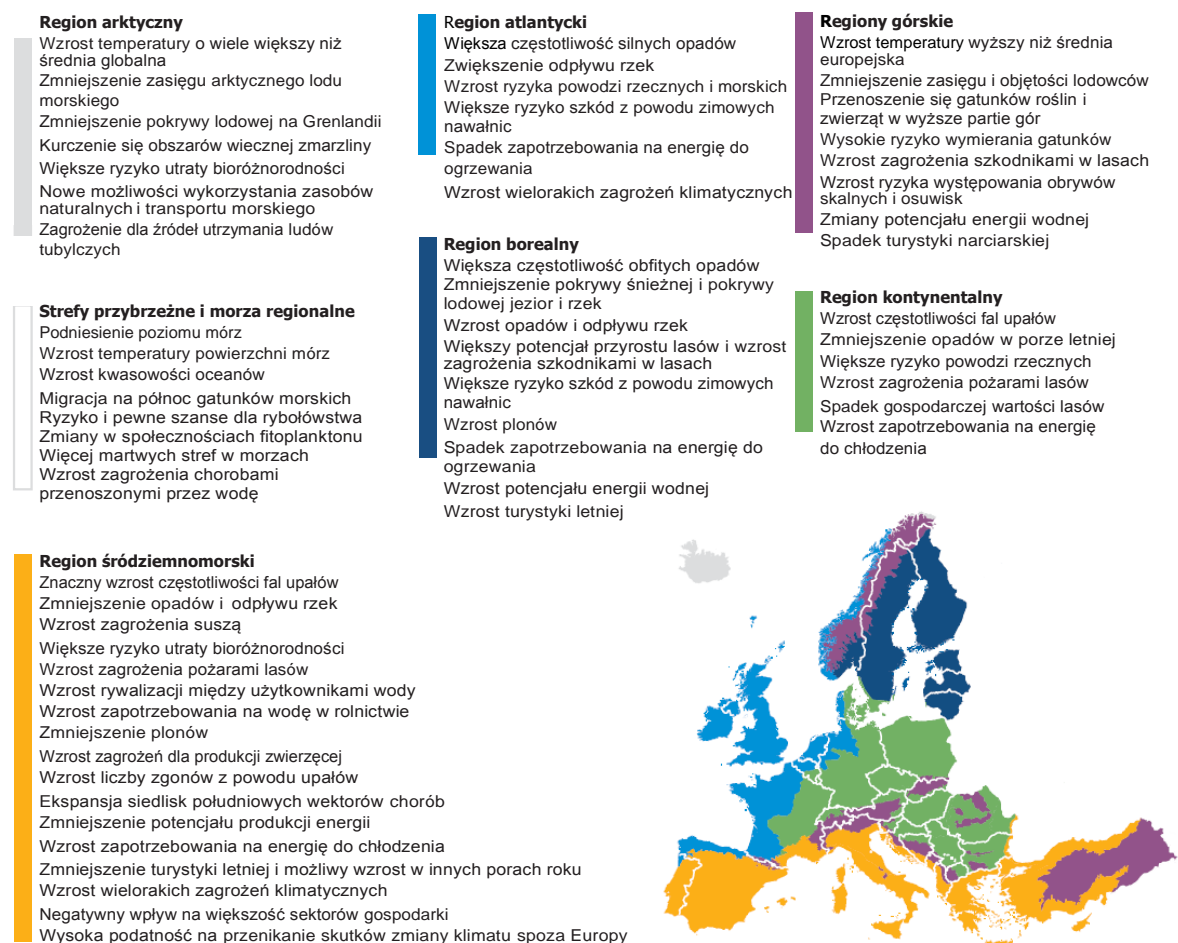 Region arktyczny
Wzrost temperatury o wiele większy niż
średnia globalna
Zmniejszenie zasięgu arktycznego lodu
morskiego
Zmniejszenie pokrywy lodowej na Grenlandii
Kurczenie się obszarów wiecznej zmarzliny
Większe ryzyko utraty bioróżnorodności
Nowe możliwości wykorzystania zasobów
naturalnych i transportu morskiego
Zagrożenie dla źródeł utrzymania ludów
tubylczych
Strefy przybrzeżne i morza regionalne
Podniesienie poziomu mórz
Wzrost temperatury powierzchni mórz
Wzrost kwasowości oceanów
Migracja na północ gatunków morskich
Ryzyko i pewne szanse dla rybołówstwa
Zmiany w społecznościach fitoplanktonu
Więcej martwych stref w morzach
Wzrost zagrożenia chorobami
przenoszonymi przez wodę
Region śródziemnomorski
Znaczny wzrost częstotliwości fal upałów
Zmniejszenie opadów i odpływu rzek
Wzrost zagrożenia suszą
Większe ryzyko utraty bioróżnorodności
Wzrost zagrożenia pożarami lasów
Wzrost rywalizacji między użytkownikami wody
Wzrost zapotrzebowania na wodę w rolnictwie
Zmniejszenie plonów
Wzrost zagrożeń dla produkcji zwierzęcej
Wzrost liczby zgonów z powodu upałów
Ekspansja siedlisk południowych wektorów chorób
Zmniejszenie potencjału produkcji energii
Wzrost zapotrzebowania na energię do chłodzenia
Zmniejszenie turystyki letniej i możliwy wzrost w innych porach roku
Wzrost wielorakich zagrożeń klimatycznych
Negatywny wpływ na większość sektorów gospodarki
Wysoka podatność na przenikanie skutków zmiany klimatu spoza Europy
Region atlantycki
Większa częstotliwość silnych opadów
Zwiększenie odpływu rzek
Wzrost ryzyka powodzi rzecznych i morskich
Większe ryzyko szkód z powodu zimowych
nawałnic
Spadek zapotrzebowania na energię do
ogrzewania
Wzrost wielorakich zagrożeń klimatycznych
Region borealny
Większa częstotliwość obfitych opadów
Zmniejszenie pokrywy śnieżnej i pokrywy
lodowej jezior i rzek
Wzrost opadów i odpływu rzek
Większy potencjał przyrostu lasów i wzrost
zagrożenia szkodnikami w lasach
Większe ryzyko szkód z powodu zimowych
nawałnic
Wzrost plonów
Spadek zapotrzebowania na energię do
ogrzewania
Wzrost potencjału energii wodnej
Wzrost turystyki letniej
Regiony górskie
Wzrost temperatury wyższy niż średnia
europejska
Zmniejszenie zasięgu i objętości lodowców
Przenoszenie się gatunków roślin i
zwierząt w wyższe partie gór
Wysokie ryzyko wymierania gatunków
Wzrost zagrożenia szkodnikami w lasach
Wzrost ryzyka występowania obrywów
skalnych i osuwisk
Zmiany potencjału energii wodnej
Spadek turystyki narciarskiej
Region kontynentalny
Wzrost częstotliwości fal upałów
Zmniejszenie opadów w porze letniej
Większe ryzyko powodzi rzecznych
Wzrost zagrożenia pożarami lasów
Spadek gospodarczej wartości lasów
Wzrost zapotrzebowania na energię
do chłodzenia